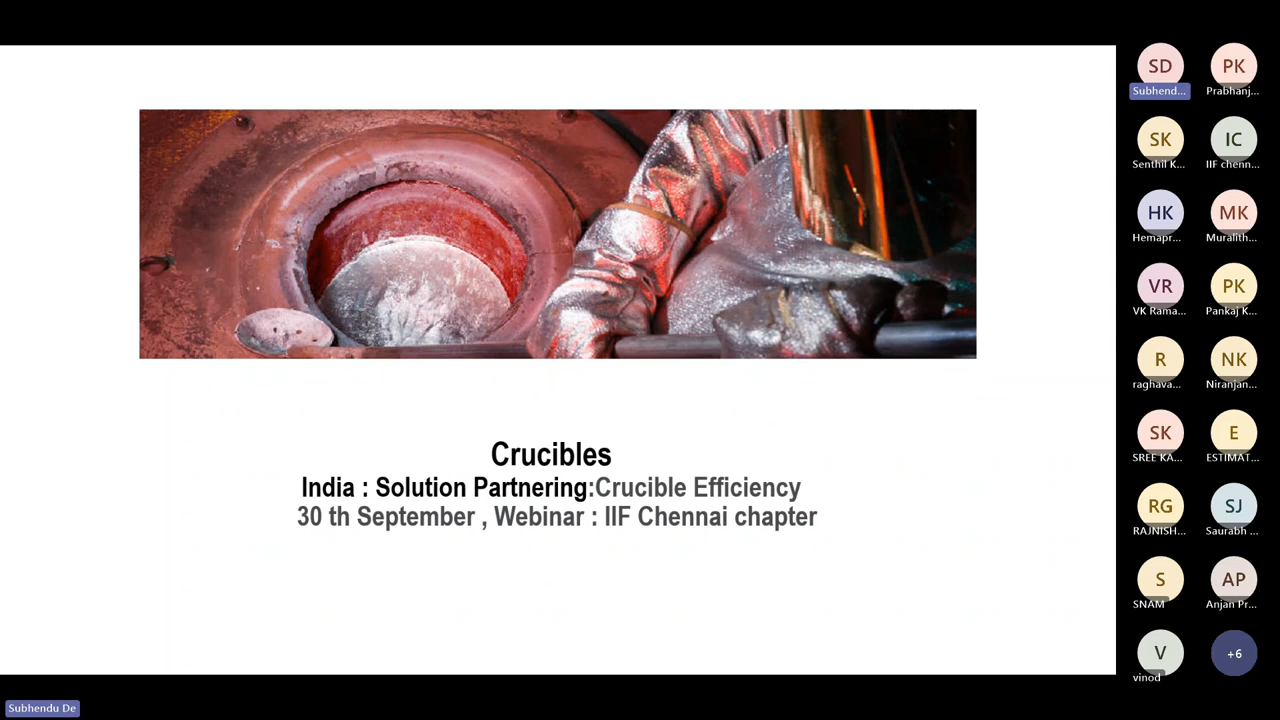 Crucibles
India : Solution Partnering:Crucible Efficiency
30 th September , Webinar : IIF Chennai chapter
SD
Subhend...
PK
Prabhanj...
SK
Senthil K...
IC
IIF chenn...
HK
Hemapr...
MK
Muralith...
VR
VK Rama...
PK
Pankaj K...
R
raghava...
NK
Niranjan...
SK
SREE KA...
E
ESTIMAT...
RG
RAJNISH...
SJ
Saurabh ...
S
SNAM
AP
Anjan Pr...
V
vinod
+6
Subhendu De